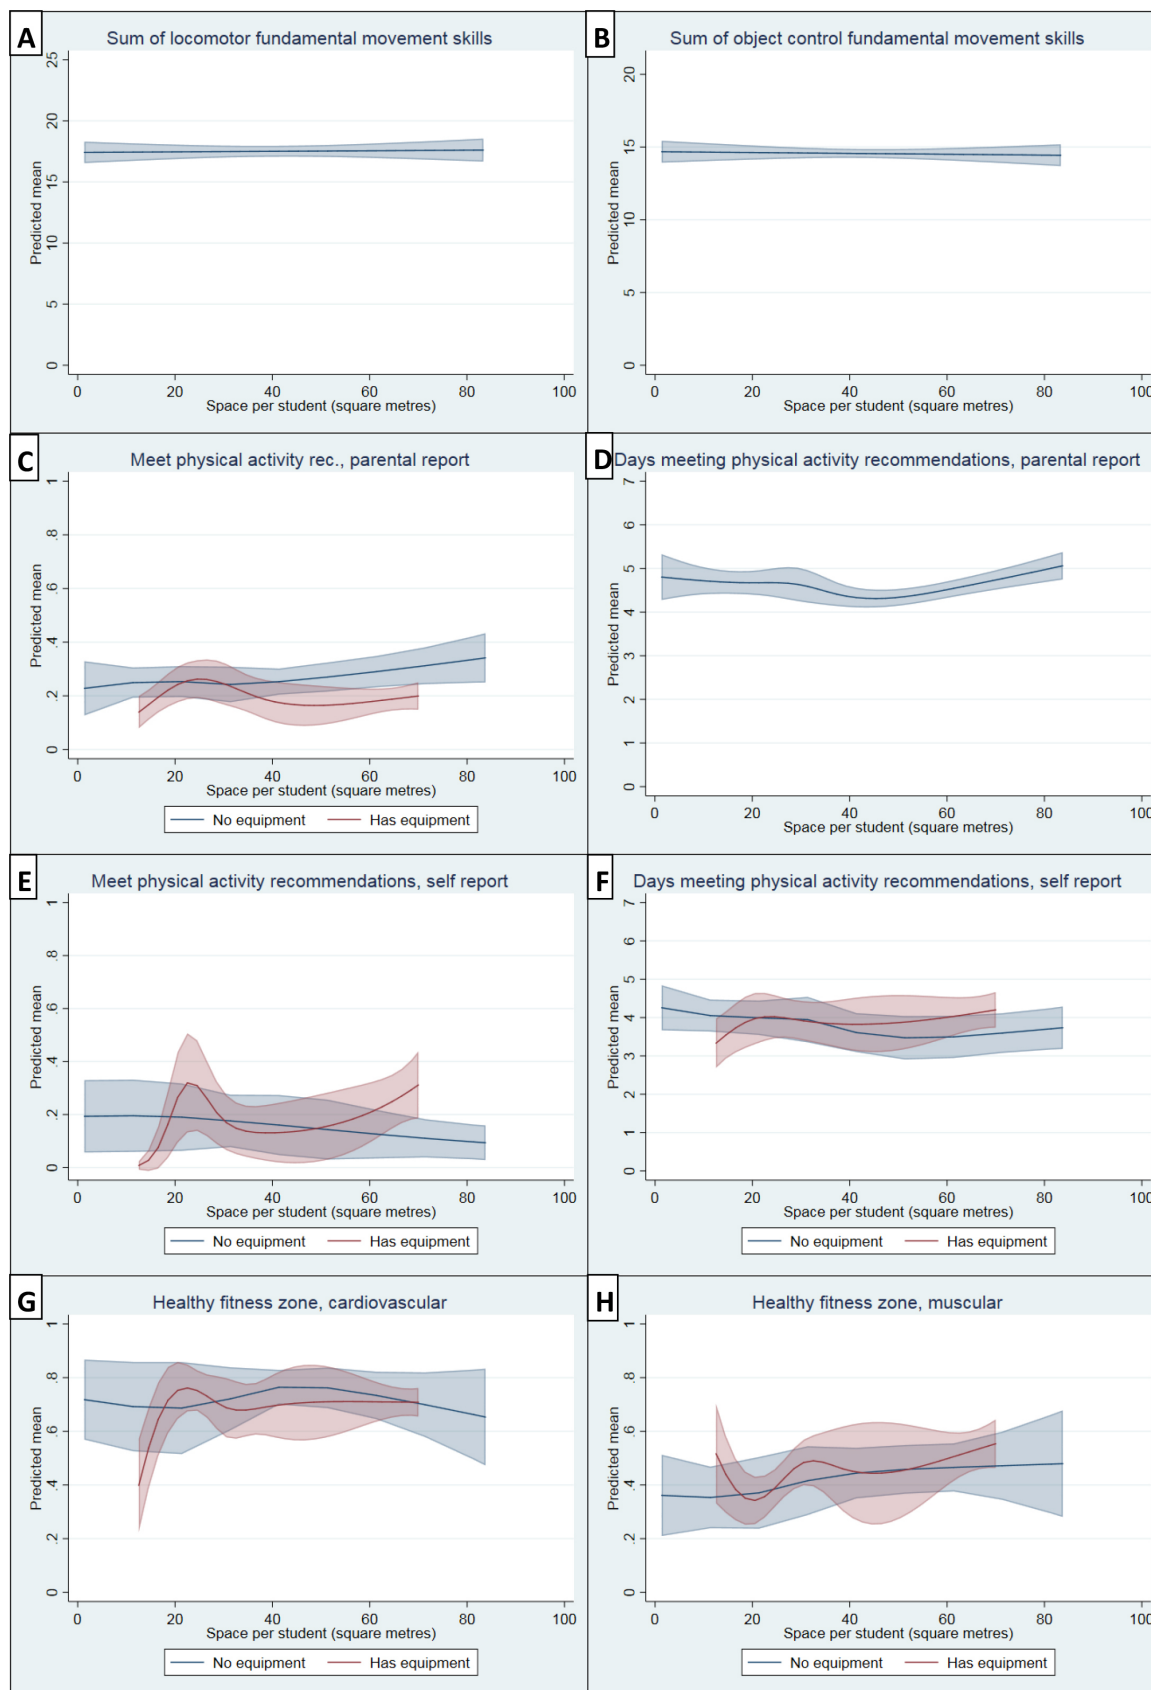 A
Sum of locomotor fundamental movement skills
Predicted mean
0 5 10 15 20 25
0 20 40 60 80 100
Space per student (square metres)
B
Sum of object control fundamental movement skills
Predicted mean
0 5 10 15 20
0 20 40 60 80 100
Space per student (square metres)
C
Meet physical activity rec., parental report
Predicted mean
0 .2 .4 .6 .8 1
0 20 40 60 80 100
Space per student (square metres)
No equipment Has equipment
D
Days meeting physical activity recommendations, parental report
Predicted mean
0 1 2 3 4 5 6 7
0 20 40 60 80 100
Space per student (square metres)
E
Meet physical activity recommendations, self report
Predicted mean
0 .2 .4 .6 .8 1
0 20 40 60 80 100
Space per student (square metres)
No equipment Has equipment
F
Days meeting physical activity recommendations, self report
Predicted mean
0 1 2 3 4 5 6 7
0 20 40 60 80 100
Space per student (square metres)
No equipment Has equipment
G
Healthy fitness zone, cardiovascular
Predicted mean
0 .2 .4 .6 .8 1
0 20 40 60 80 100
Space per student (square metres)
No equipment Has equipment
H
Healthy fitness zone, muscular
Predicted mean
0 .2 .4 .6 .8 1
0 20 40 60 80 100
Space per student (square metres)
No equipment Has equipment